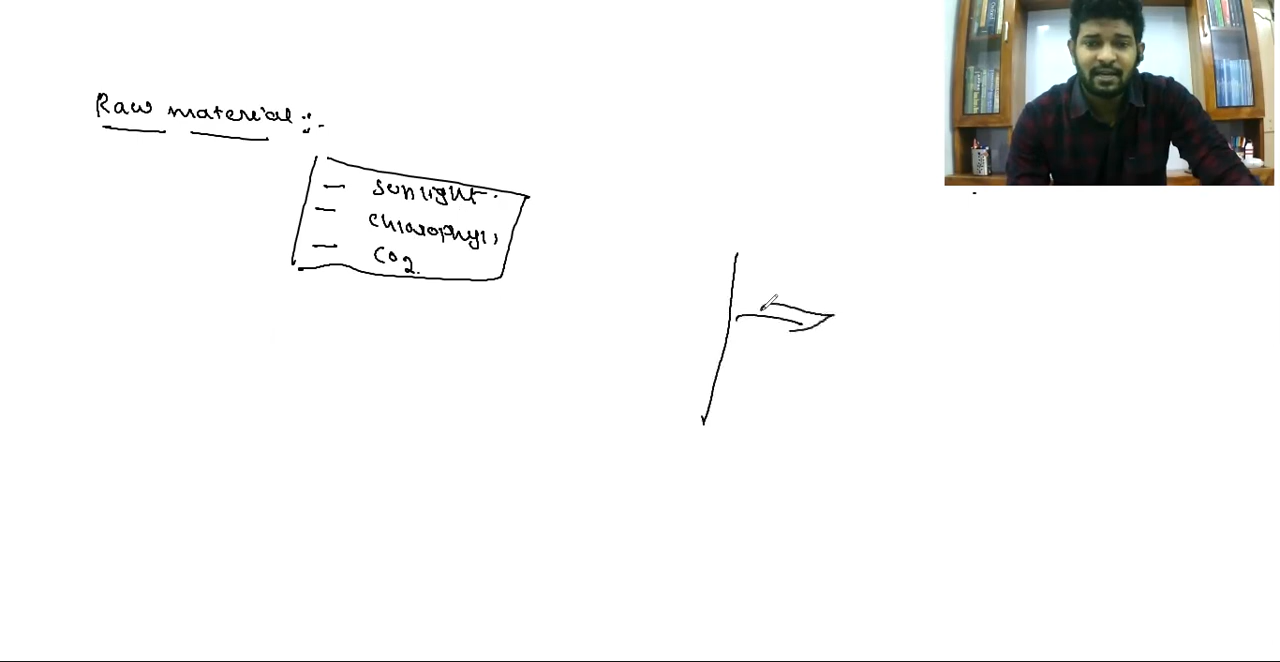 Raw material :-
- sunlight.
- chlorophyll,
- CO2.